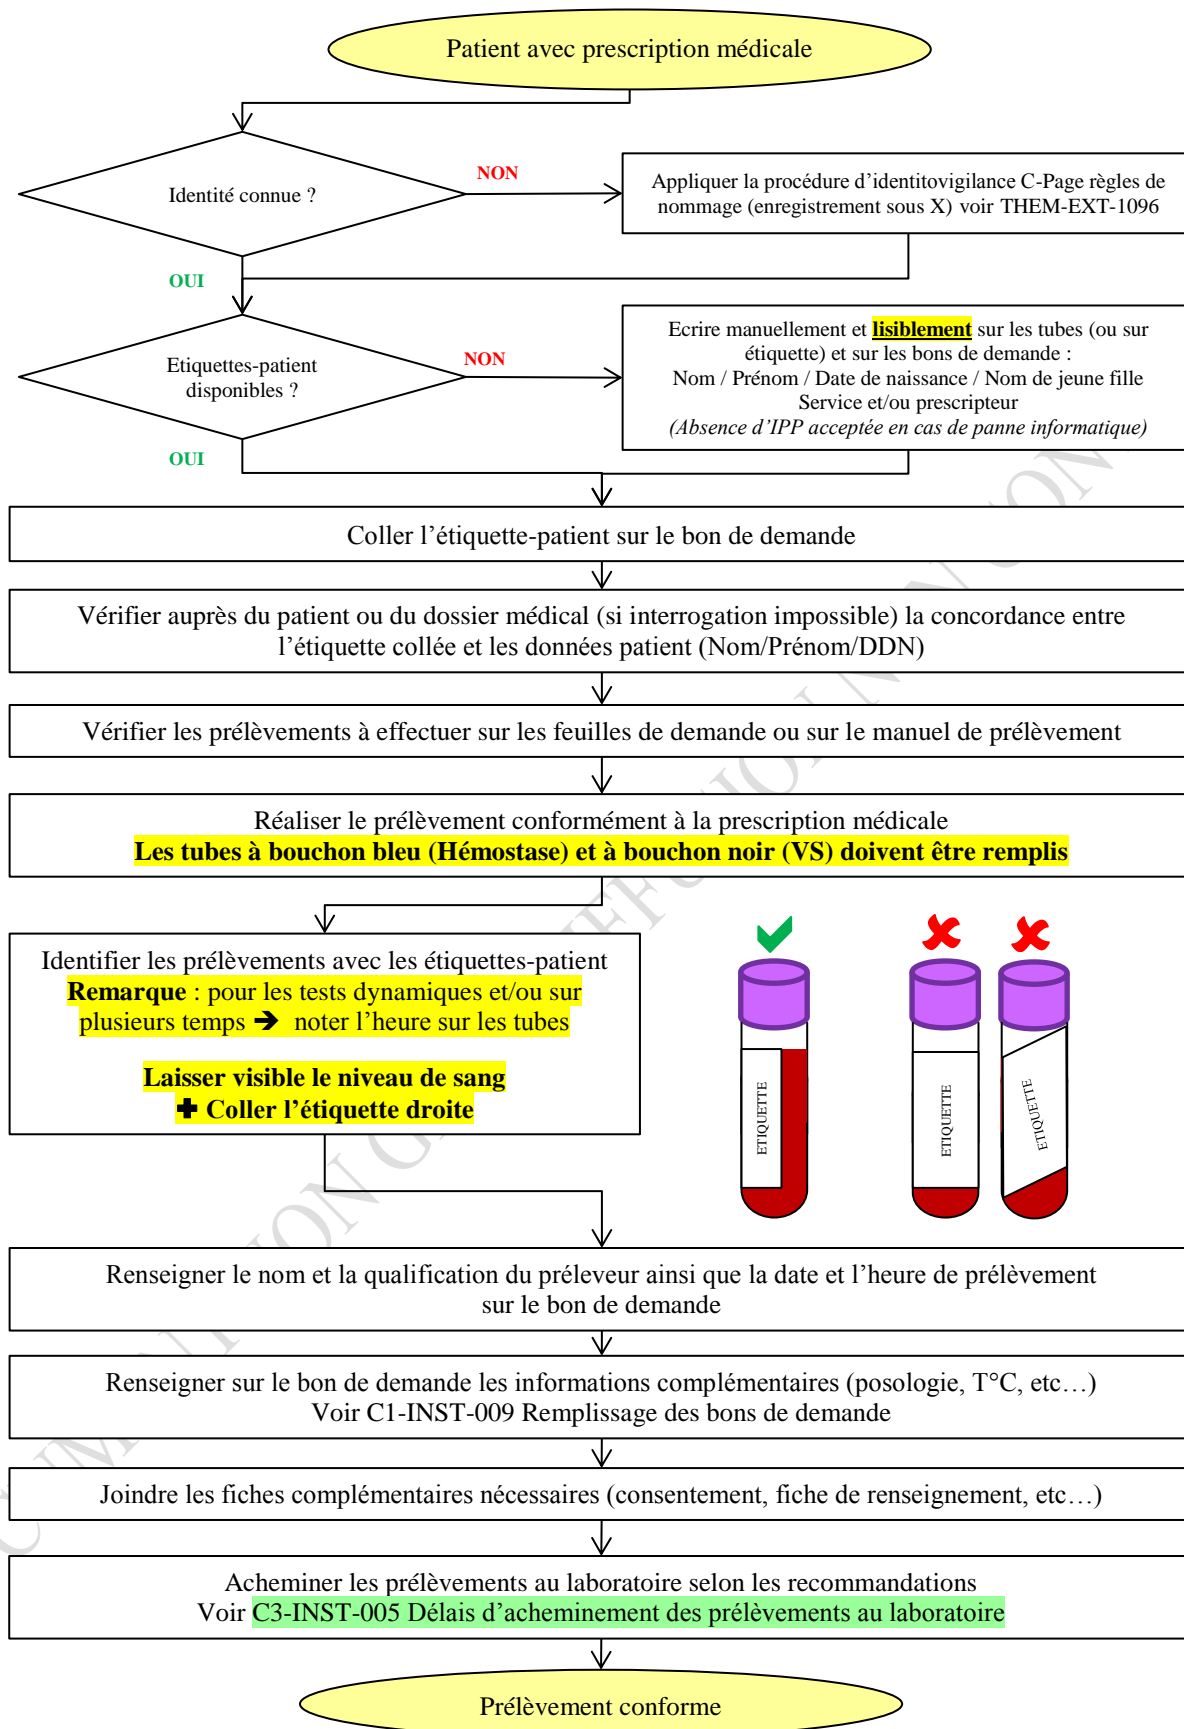 Patient avec prescription médicale
Identité connue ?
NON
Appliquer la procédure d’identitovigilance C-Page règles de
nommage (enregistrement sous X) voir THEM-EXT-1096
OUI
Etiquettes-patient
disponibles ?
NON
Ecrire manuellement et lisiblement sur les tubes (ou sur
étiquette) et sur les bons de demande :
Nom / Prénom / Date de naissance / Nom de jeune fille
Service et/ou prescripteur
(Absence d’IPP acceptée en cas de panne informatique)
OUI
Coller l’étiquette-patient sur le bon de demande
Vérifier auprès du patient ou du dossier médical (si interrogation impossible) la concordance entre
l’étiquette collée et les données patient (Nom/Prénom/DDN)
Vérifier les prélèvements à effectuer sur les feuilles de demande ou sur le manuel de prélèvement
Réaliser le prélèvement conformément à la prescription médicale
Les tubes à bouchon bleu (Hémostase) et à bouchon noir (VS) doivent être remplis
Identifier les prélèvements avec les étiquettes-patient
Remarque : pour les tests dynamiques et/ou sur
plusieurs temps ➔ noter l’heure sur les tubes
Laisser visible le niveau de sang
✚ Coller l’étiquette droite
ETIQUETTE
ETIQUETTE
ETIQUETTE
Renseigner le nom et la qualification du préleveur ainsi que la date et l’heure de prélèvement
sur le bon de demande
Renseigner sur le bon de demande les informations complémentaires (posologie, T°C, etc…)
Voir C1-INST-009 Remplissage des bons de demande
Joindre les fiches complémentaires nécessaires (consentement, fiche de renseignement, etc…)
Acheminer les prélèvements au laboratoire selon les recommandations
Voir C3-INST-005 Délais d’acheminement des prélèvements au laboratoire
Prélèvement conforme